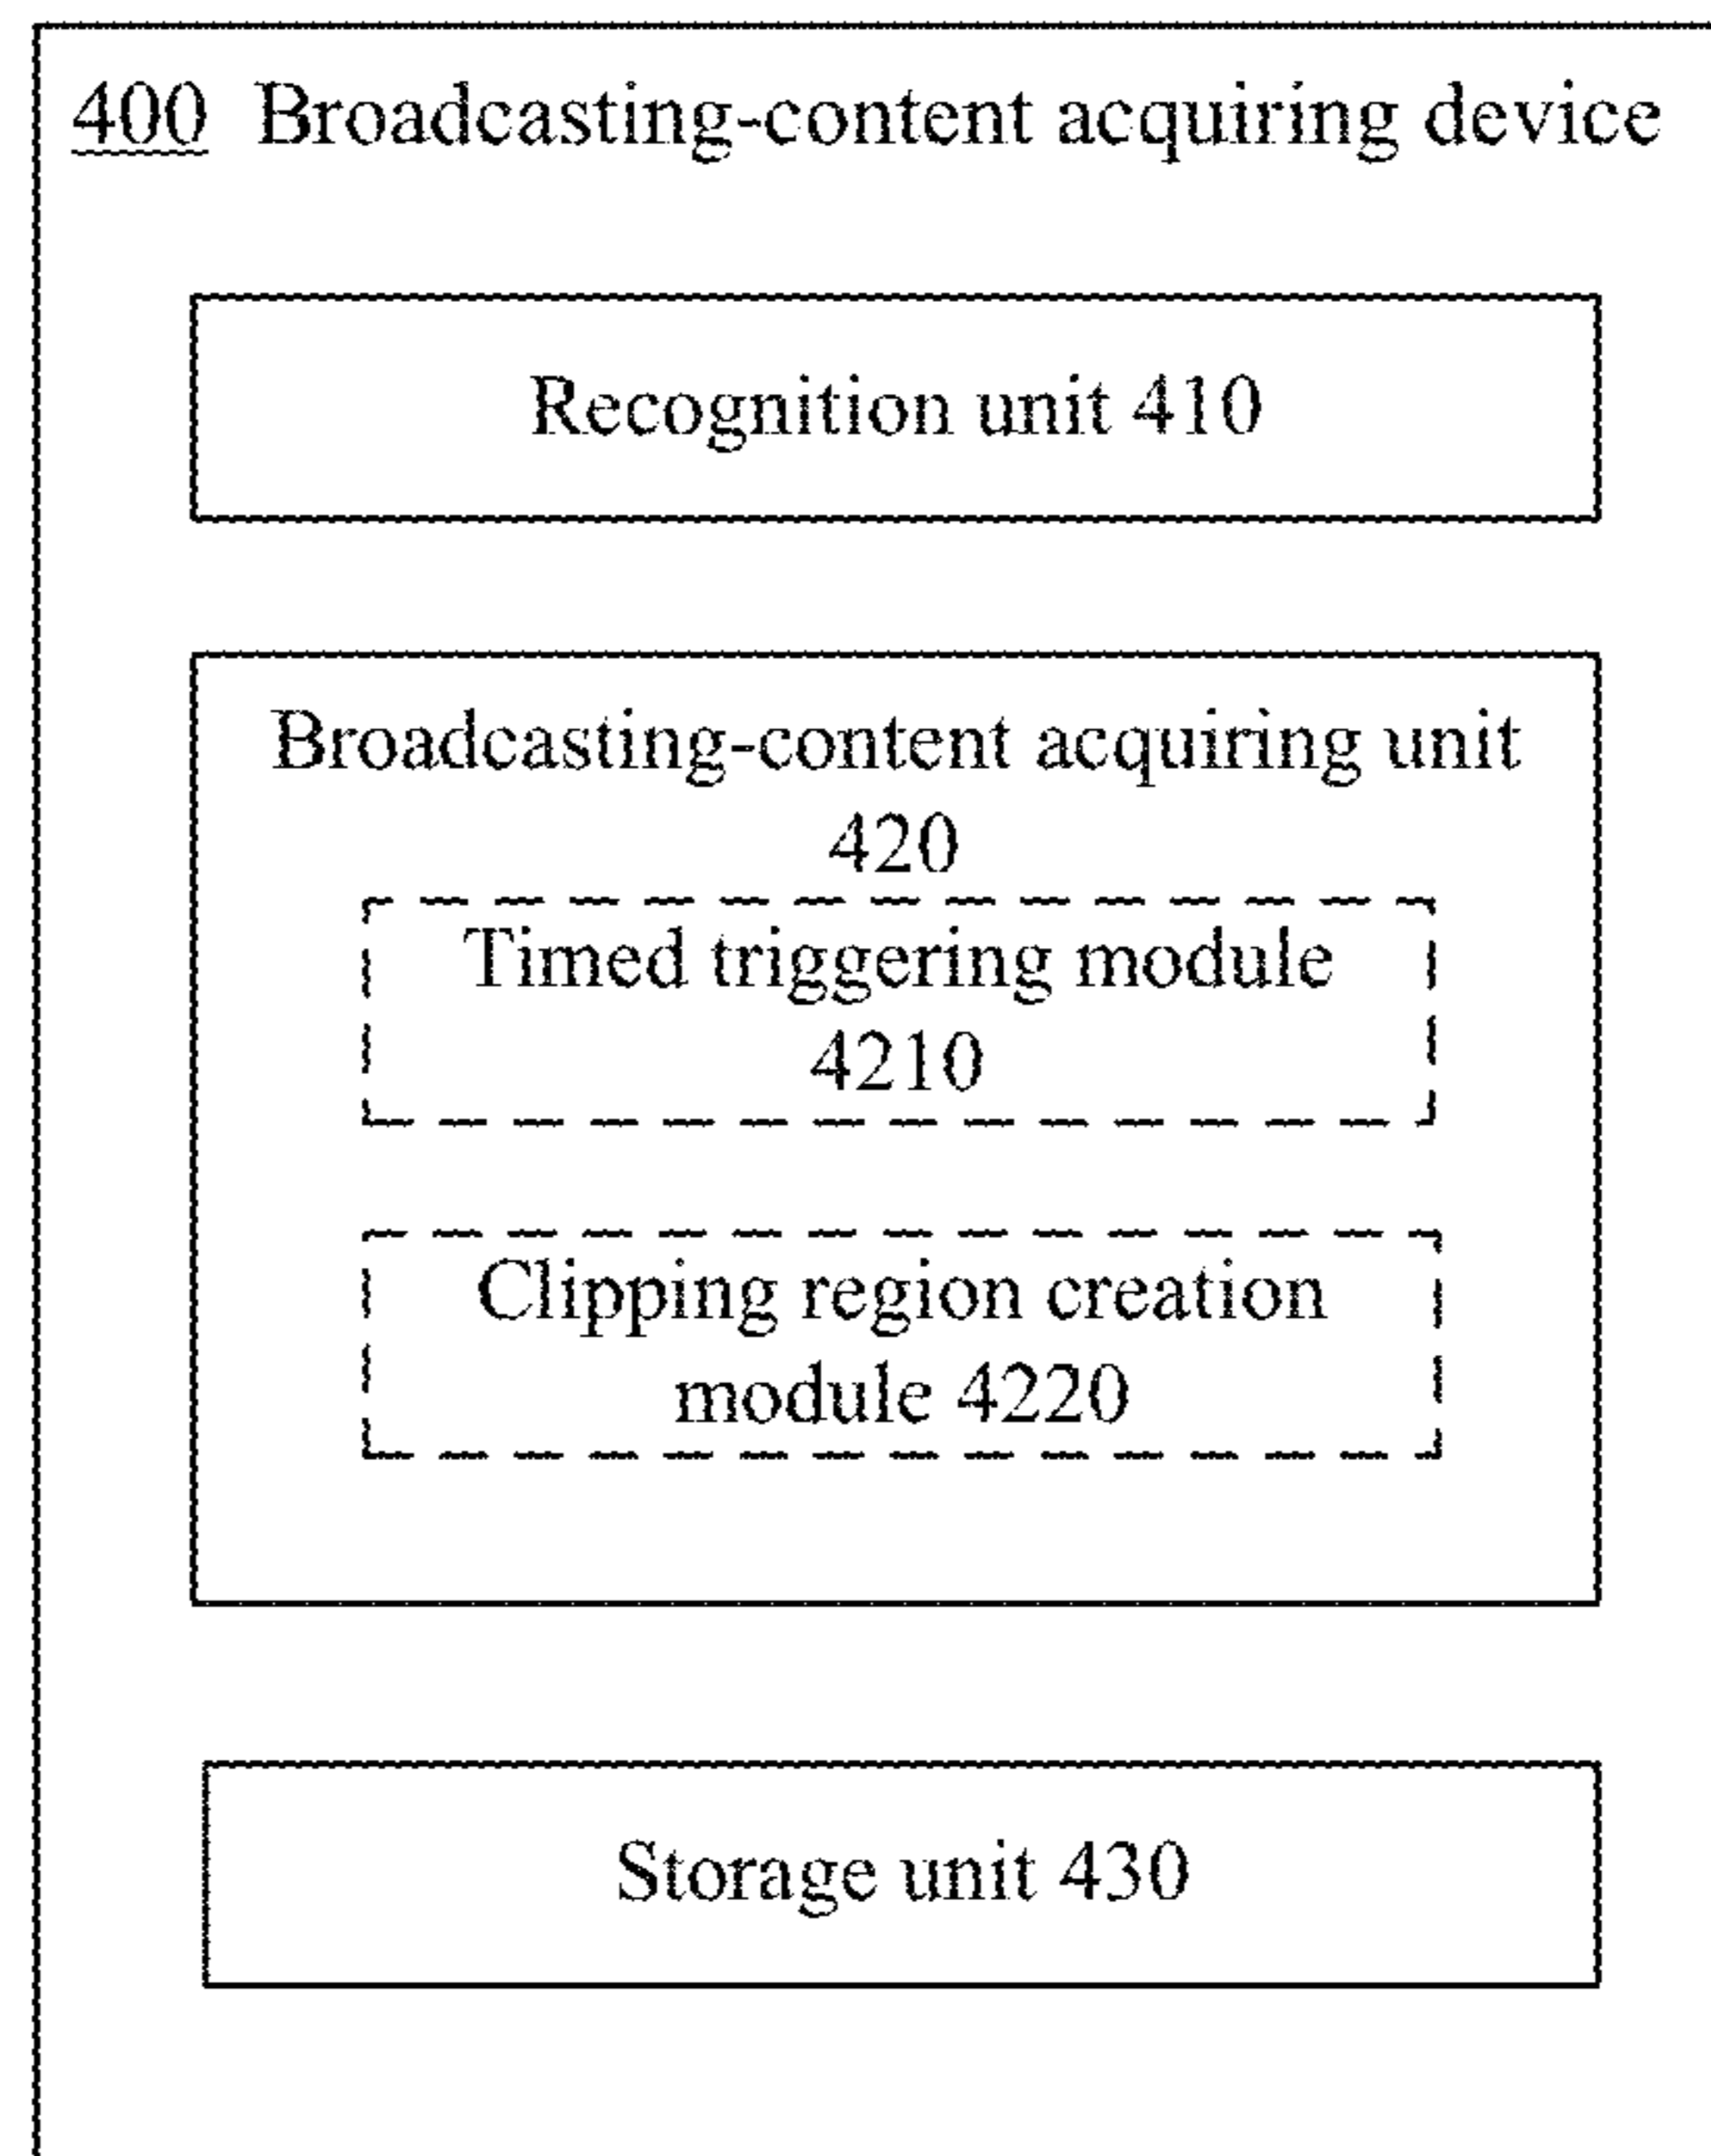 400 Broadcasting-content acquiring device
Recognition unit 410
Broadcasting-content acquiring unit
420
Timed triggering module
4210
Clipping region creation
module 4220
Storage unit 430